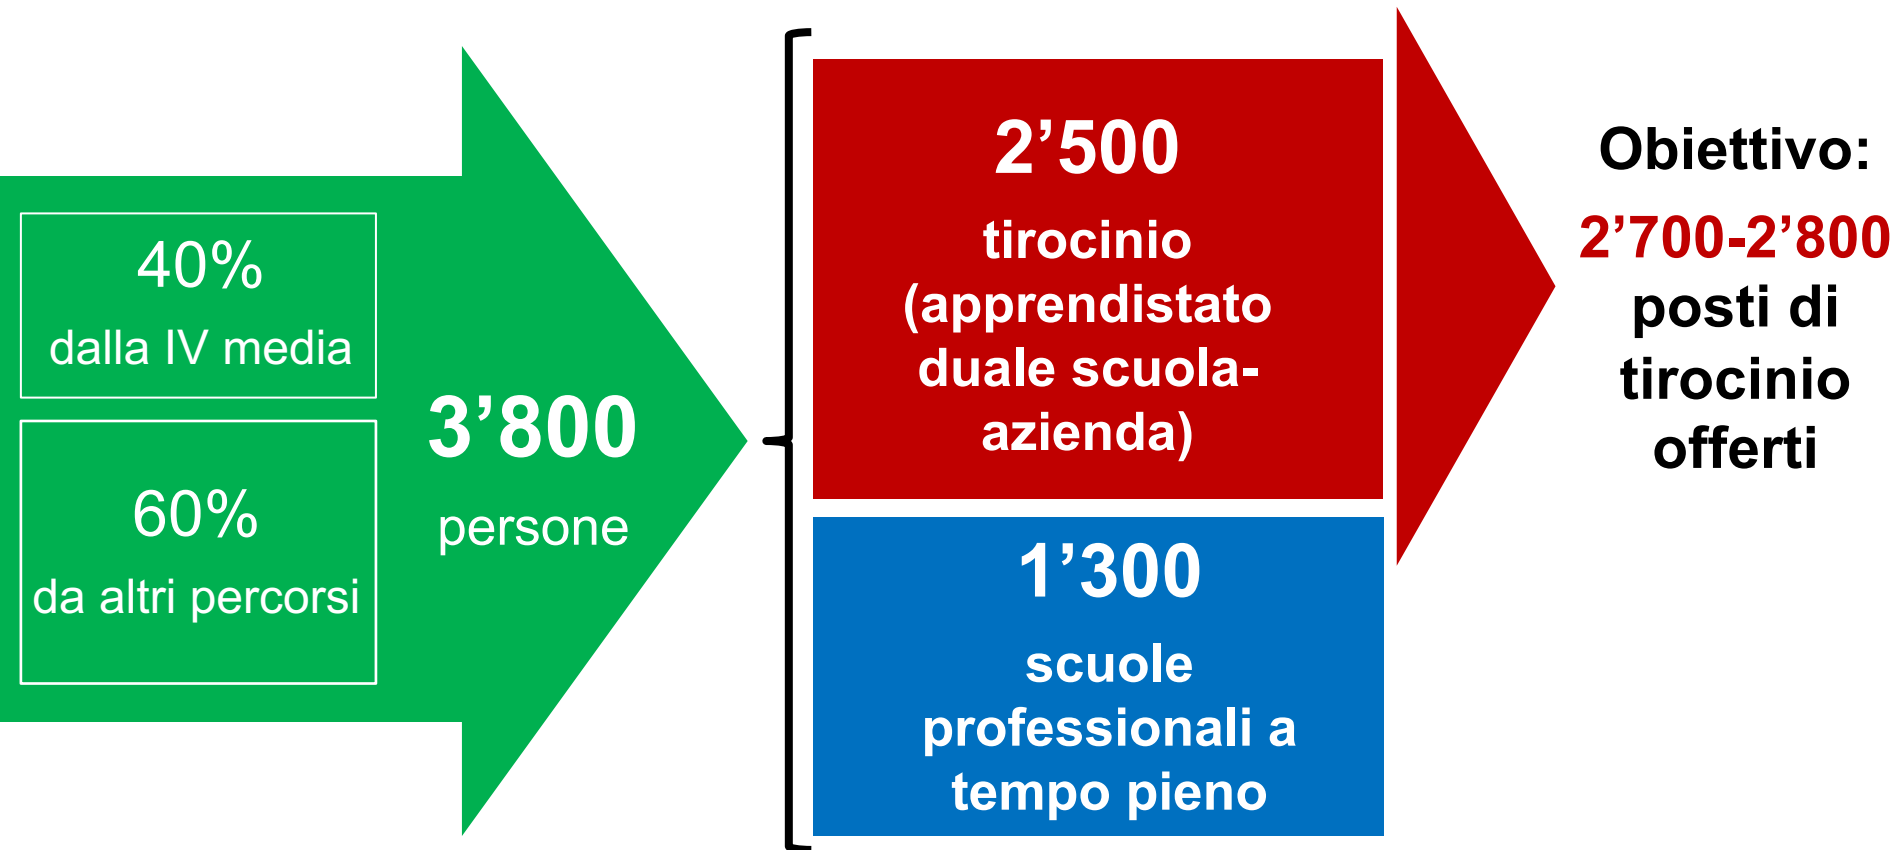 40%
dalla IV media
60%
da altri percorsi
3’800
persone
2’500
tirocinio
(apprendistato
duale scuola-
azienda)
1’300
scuole
professionali a
tempo pieno
Obiettivo:
2’700-2’800
posti di
tirocinio
offerti